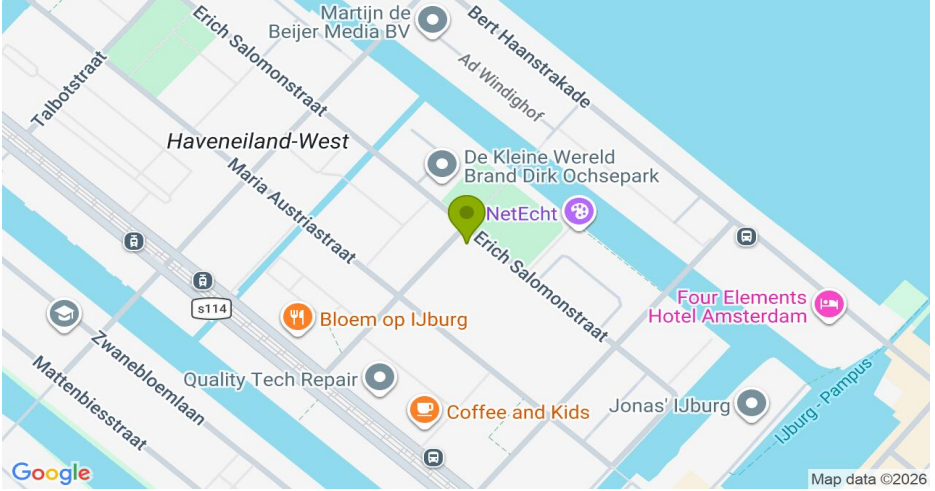 Martijn de
Beijer Media BV
Bert Haanstrakade
Erich Salomonstraat
Ad Windighof
Talbotstraat
Haveneiland-West
De Kleine Wereld
Brand Dirk Ochsepark
Maria Austriastraat
NetEcht
Erich Salomonstraat
s114
Bloem op IJburg
Four Elements
Hotel Amsterdam
Zwanebloemlaan
Mattenbiesstraat
Quality Tech Repair
Coffee and Kids
Jonas' IJburg
IJburg - Pampus
Google
Map data ©2026